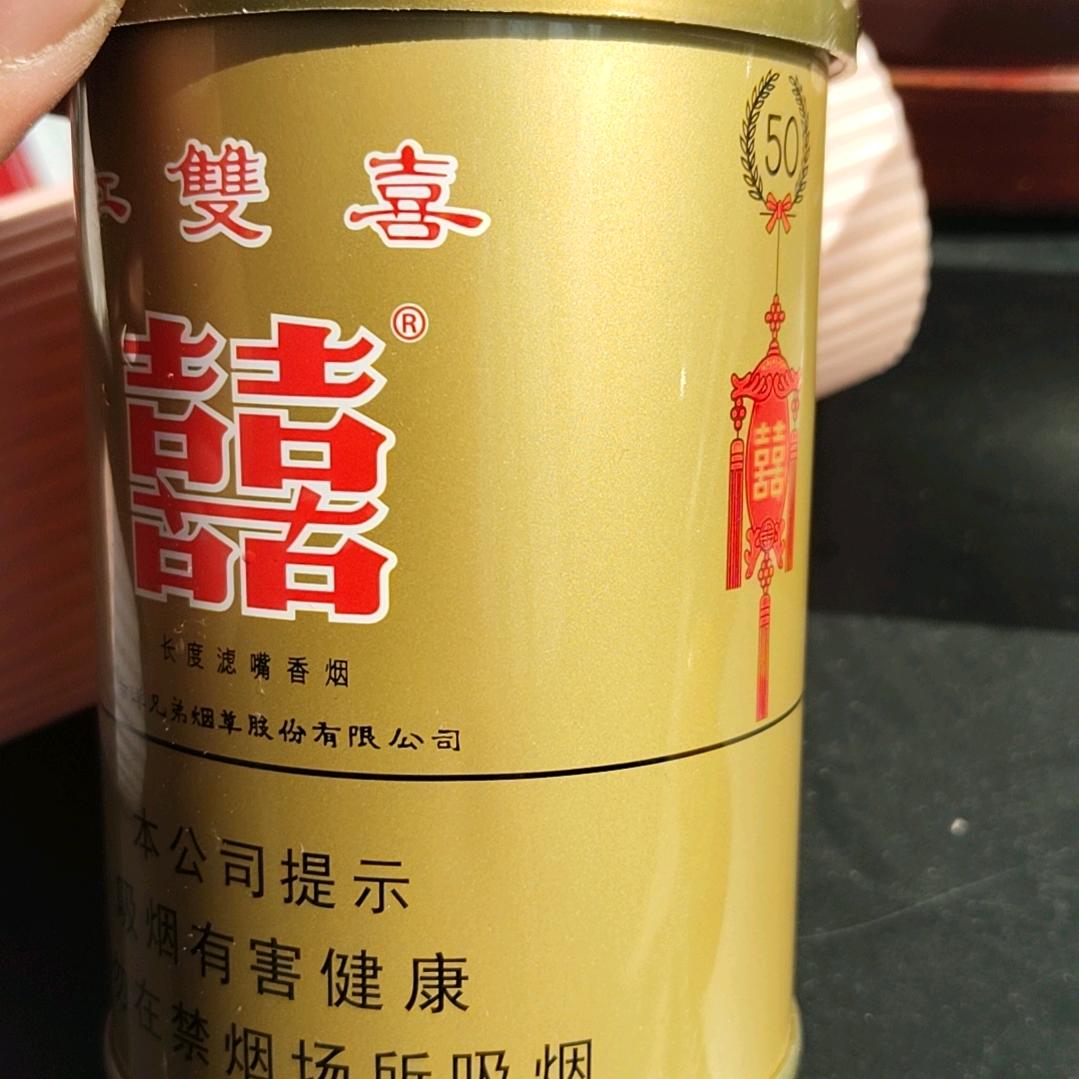 雙喜
50
囍®
囍
长度滤嘴香烟
兄弟烟草股份有限公司
本公司提示
吸烟有害健康
勿在禁烟场所吸烟